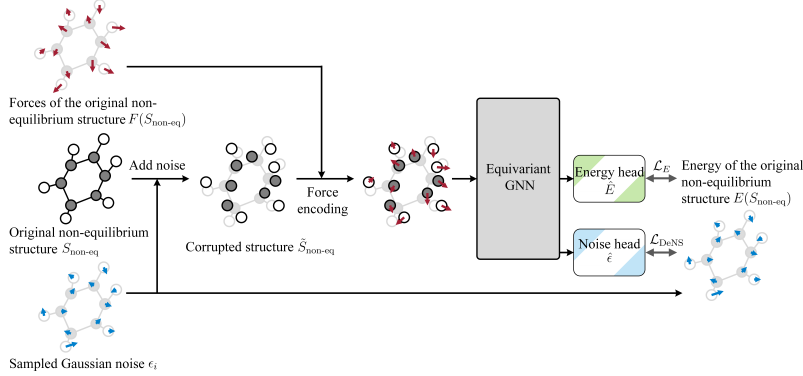 Forces of the original non-
equilibrium structure F(S_non-eq)
Add noise
Original non-equilibrium
structure S_non-eq
Corrupted structure S̃_non-eq
Force
encoding
Equivariant
GNN
Energy head
Ê
ℒ_E
Energy of the original
non-equilibrium
structure E(S_non-eq)
Noise head
ε̂
ℒ_DeNS
Sampled Gaussian noise ϵ_i